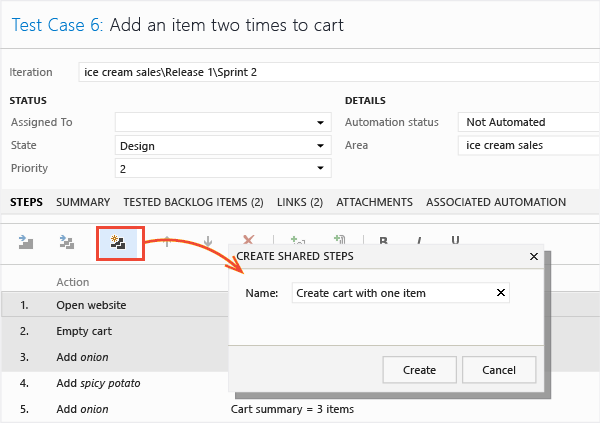 Test Case 6: Add an item two times to cart
Iteration ice cream sales\Release 1\Sprint 2
STATUS DETAILS
Assigned To Automation status Not Automated
State Design Area ice cream sales
Priority 2
STEPS SUMMARY TESTED BACKLOG ITEMS (2) LINKS (2) ATTACHMENTS ASSOCIATED AUTOMATION
B I U
CREATE SHARED STEPS
Name: Create cart with one item
Create Cancel
Action
1. Open website
2. Empty cart
3. Add onion
4. Add spicy potato
5. Add onion Cart summary = 3 items